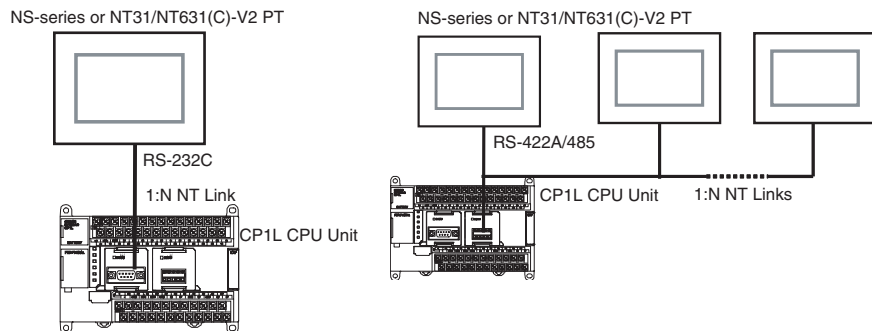 NS-series or NT31/NT631(C)-V2 PT
RS-232C
1:N NT Link
CP1L CPU Unit
NS-series or NT31/NT631(C)-V2 PT
RS-422A/485
CP1L CPU Unit
1:N NT Links